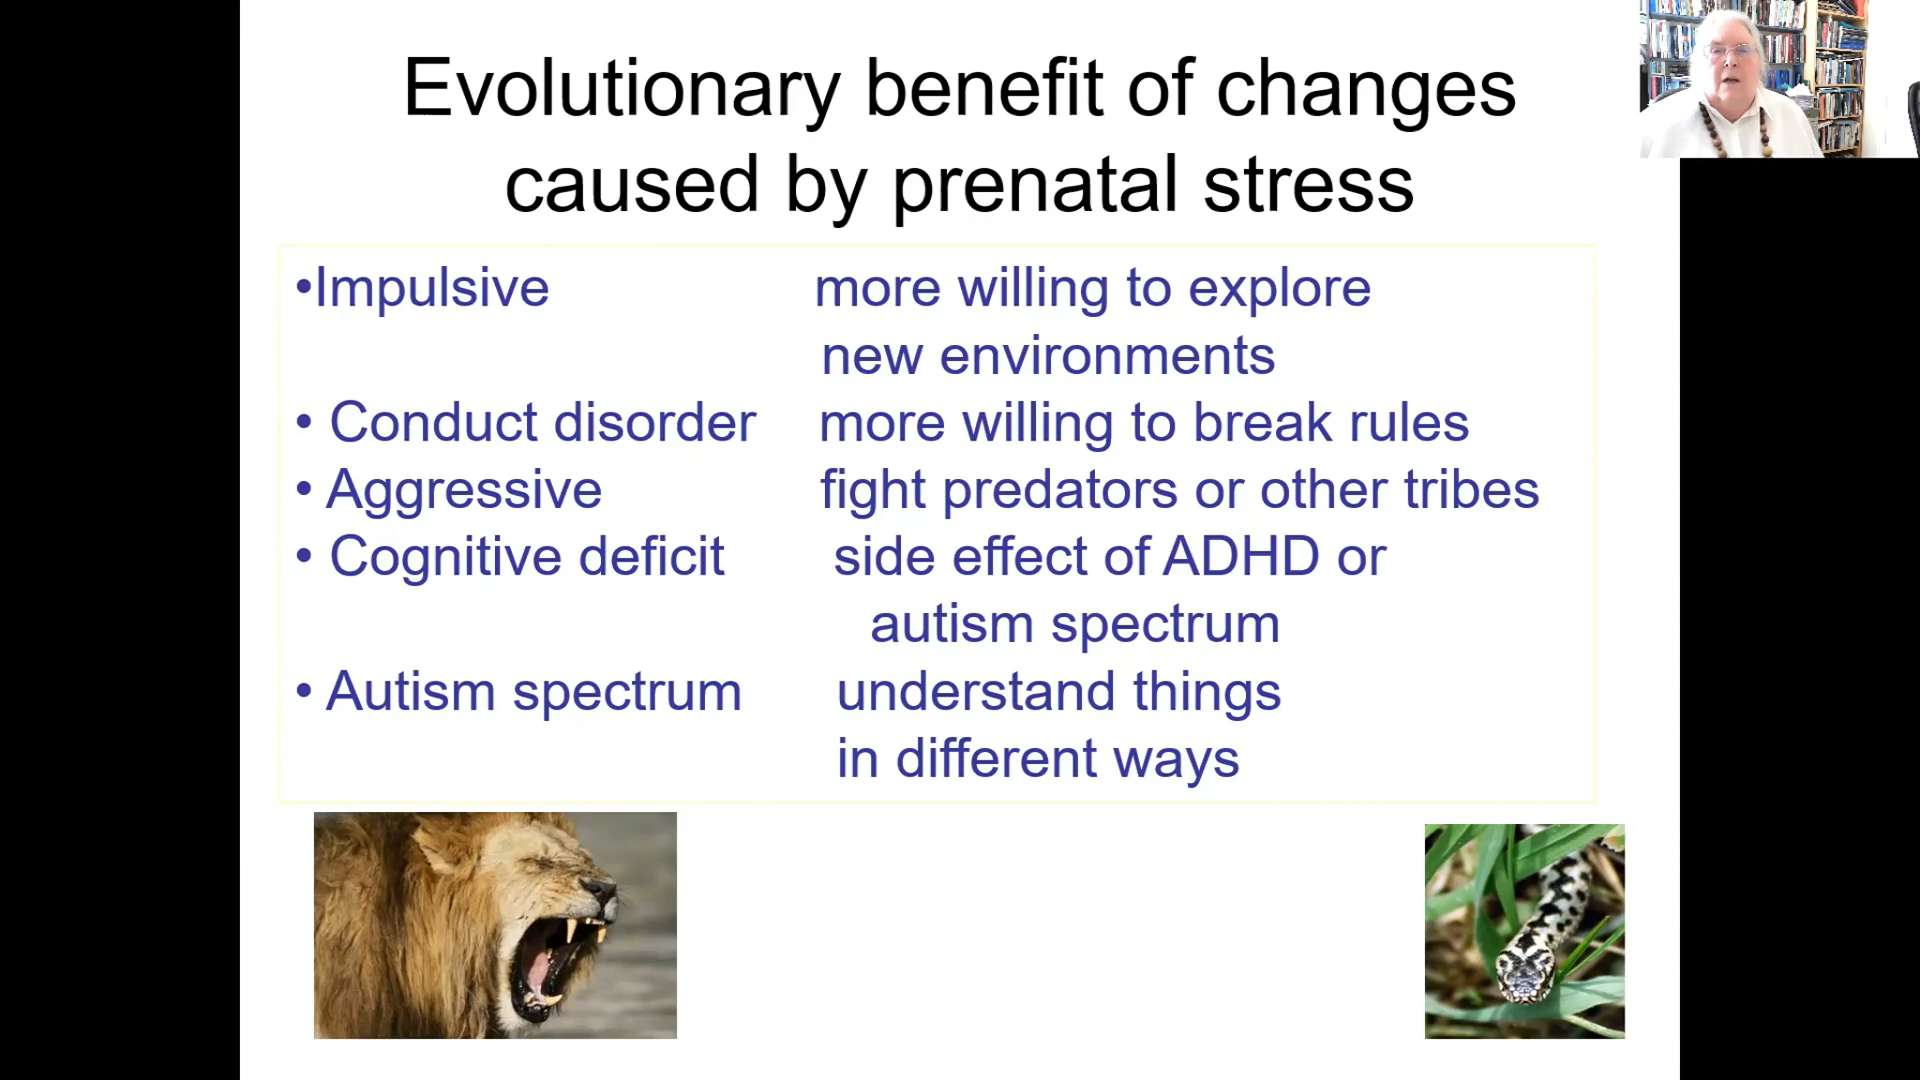 Evolutionary benefit of changes
caused by prenatal stress
•Impulsive more willing to explore
new environments
• Conduct disorder more willing to break rules
• Aggressive fight predators or other tribes
• Cognitive deficit side effect of ADHD or
autism spectrum
• Autism spectrum understand things
in different ways